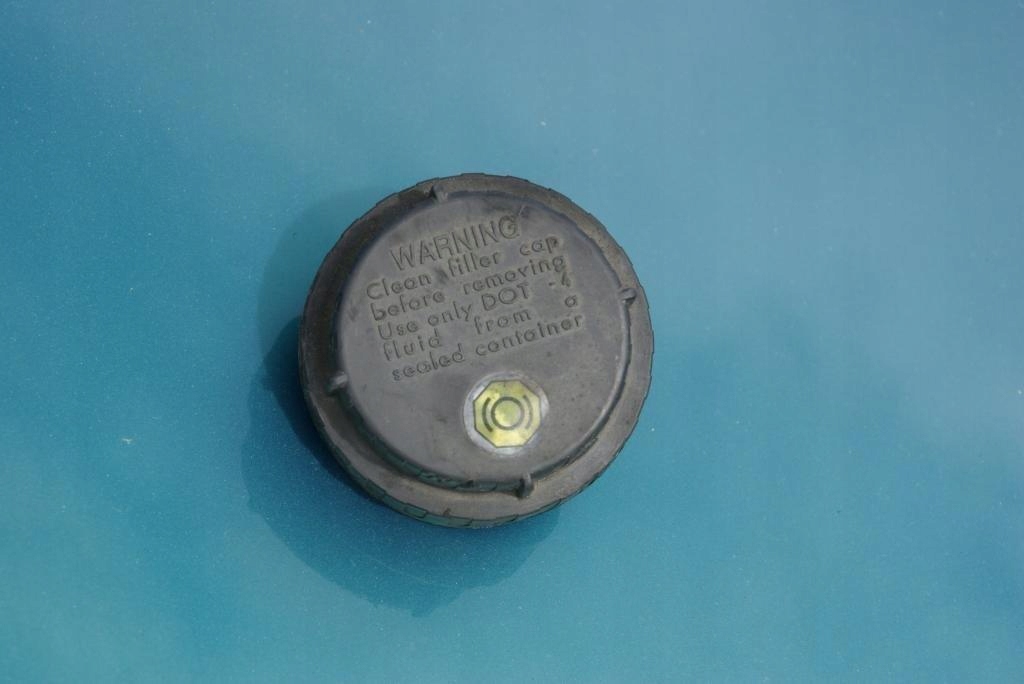 WARNING
Clean filler cap
before removing
Use only DOT -4
fluid from a
sealed container